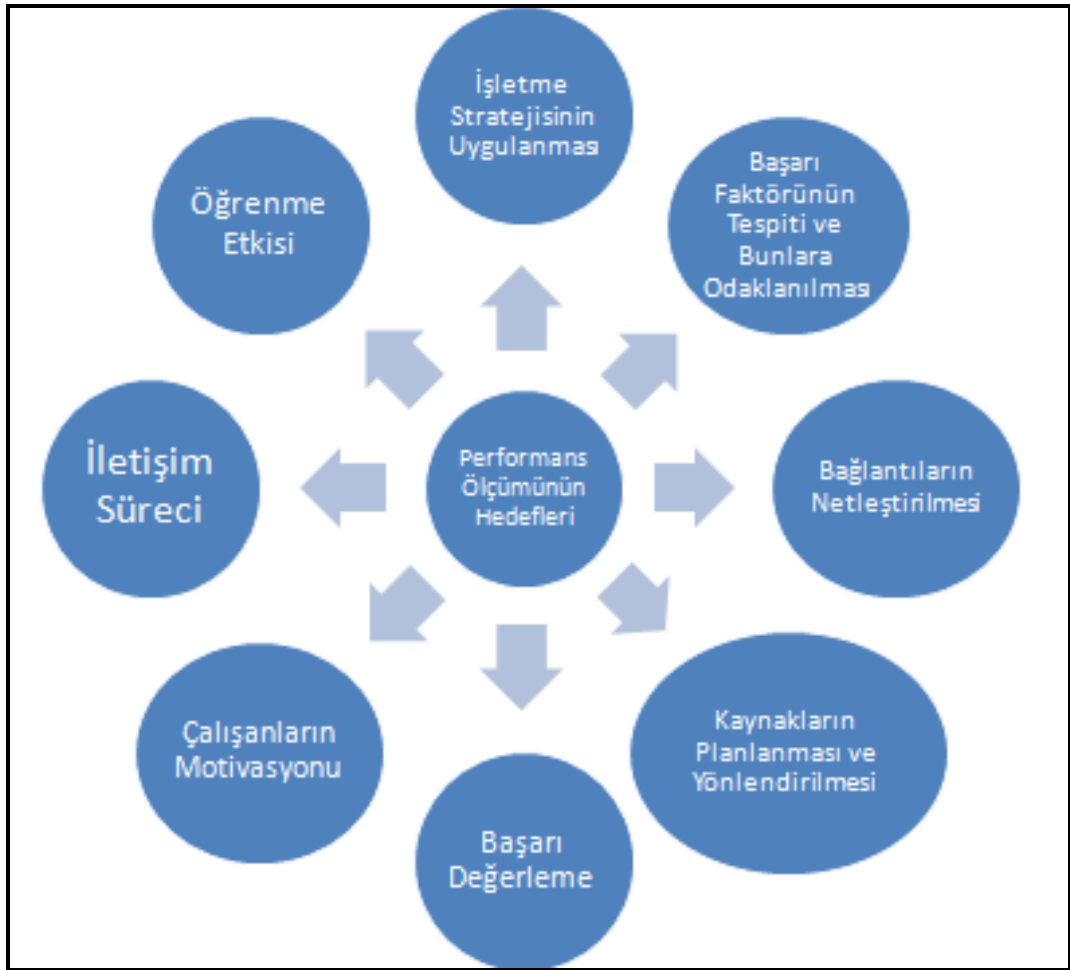 İşletme
Stratejisinin
Uygulanması
Başarı
Faktörünün
Tespiti ve
Bunlara
Odaklanılması
Öğrenme
Etkisi
Performans
Ölçümünün
Hedefleri
İletişim
Süreci
Bağlantıların
Netleştirilmesi
Kaynakların
Planlanması ve
Yönlendirilmesi
Çalışanların
Motivasyonu
Başarı
Değerleme